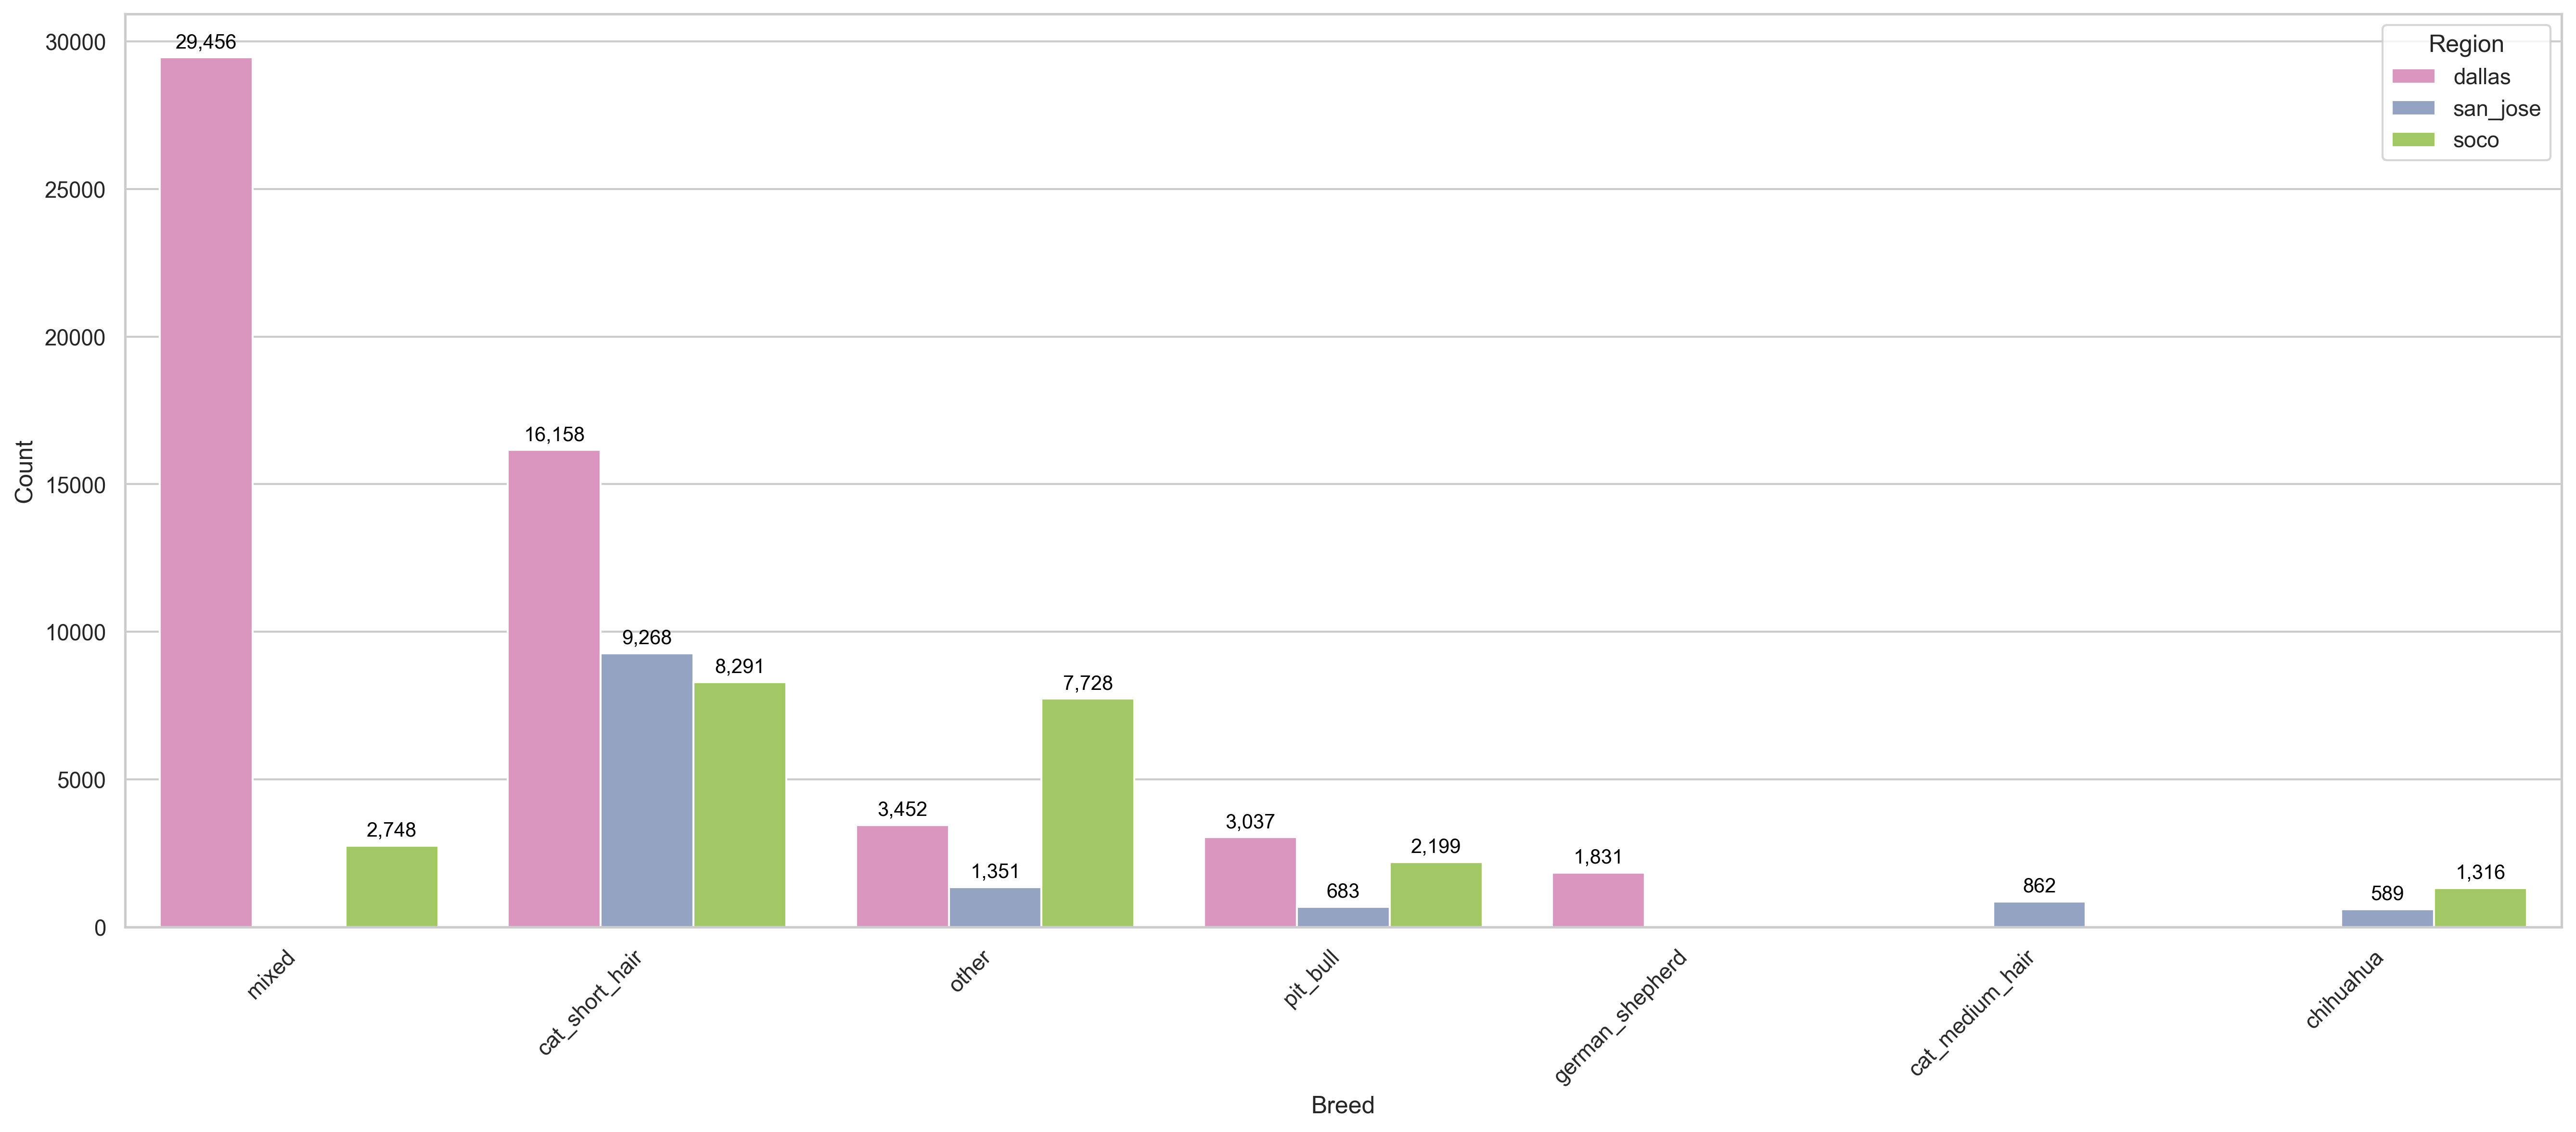 Region
dallas
san_jose
soco
Count
30000
25000
20000
15000
10000
5000
0
29,456
2,748
16,158
9,268
8,291
3,452
1,351
7,728
3,037
683
2,199
1,831
862
589
1,316
mixed
cat_short_hair
other
pit_bull
german_shepherd
cat_medium_hair
chihuahua
Breed